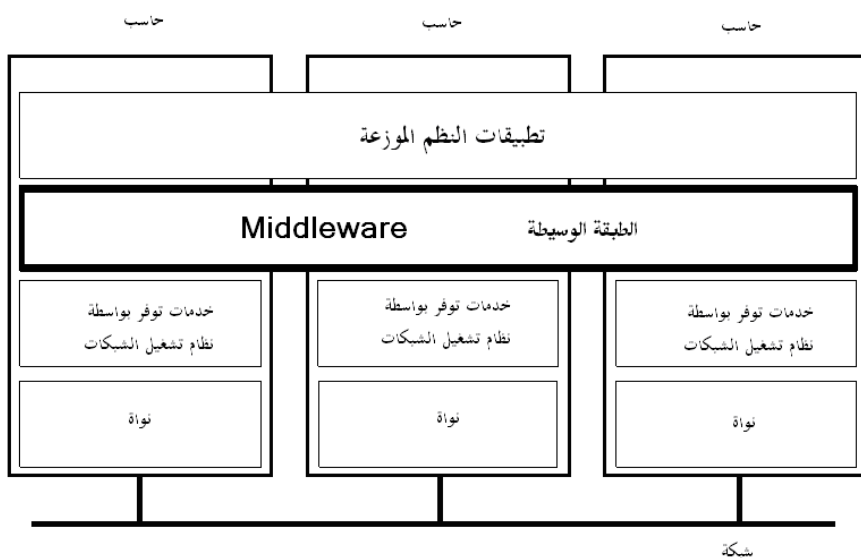 حاسب
حاسب
حاسب
تطبيقات النظم الموزعة
الطبقة الوسيطة Middleware
خدمات توفر بواسطة
نظام تشغيل الشبكات
خدمات توفر بواسطة
نظام تشغيل الشبكات
خدمات توفر بواسطة
نظام تشغيل الشبكات
نواة
نواة
نواة
شبكة